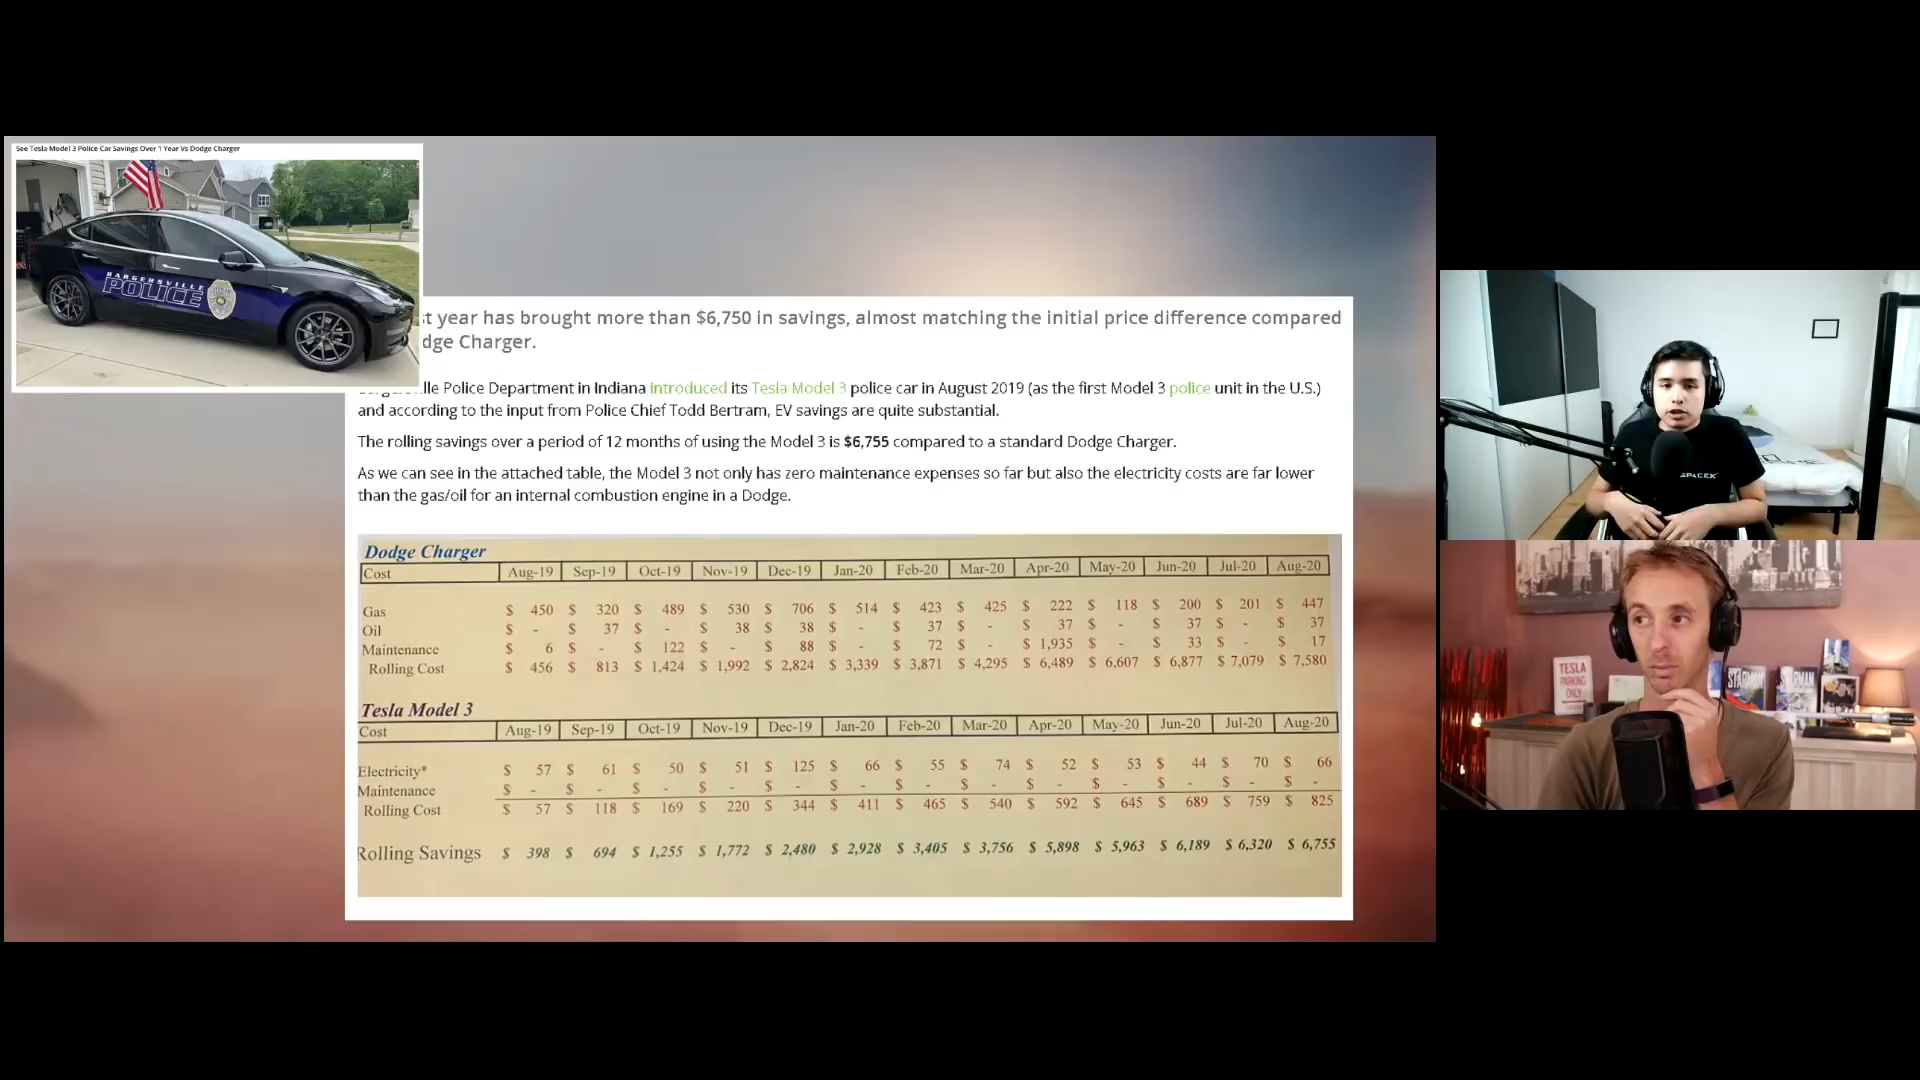 See Tesla Model 3 Police Car Savings Over 1 Year Vs Dodge Charger
BARGERSVILLE
POLICE
t year has brought more than $6,750 in savings, almost matching the initial price difference compared
dge Charger.
lle Police Department in Indiana introduced its Tesla Model 3 police car in August 2019 (as the first Model 3 police unit in the U.S.)
and according to the input from Police Chief Todd Bertram, EV savings are quite substantial.
The rolling savings over a period of 12 months of using the Model 3 is $6,755 compared to a standard Dodge Charger.
As we can see in the attached table, the Model 3 not only has zero maintenance expenses so far but also the electricity costs are far lower
than the gas/oil for an internal combustion engine in a Dodge.
Dodge Charger
Cost Aug-19 Sep-19 Oct-19 Nov-19 Dec-19 Jan-20 Feb-20 Mar-20 Apr-20 May-20 Jun-20 Jul-20 Aug-20
Gas $ 450 $ 320 $ 489 $ 530 $ 706 $ 514 $ 423 $ 425 $ 222 $ 118 $ 200 $ 201 $ 447
Oil $ - $ 37 $ - $ 38 $ 38 $ - $ 37 $ - $ 37 $ - $ 37 $ - $ 37
Maintenance $ 6 $ - $ 122 $ - $ 88 $ - $ 72 $ - $ 1,935 $ - $ 33 $ - $ 17
Rolling Cost $ 456 $ 813 $ 1,424 $ 1,992 $ 2,824 $ 3,339 $ 3,871 $ 4,295 $ 6,489 $ 6,607 $ 6,877 $ 7,079 $ 7,580
Tesla Model 3
Cost Aug-19 Sep-19 Oct-19 Nov-19 Dec-19 Jan-20 Feb-20 Mar-20 Apr-20 May-20 Jun-20 Jul-20 Aug-20
Electricity* $ 57 $ 61 $ 50 $ 51 $ 125 $ 66 $ 55 $ 74 $ 52 $ 53 $ 44 $ 70 $ 66
Maintenance $ - $ - $ - $ - $ - $ - $ - $ - $ - $ - $ - $ - $ -
Rolling Cost $ 57 $ 118 $ 169 $ 220 $ 344 $ 411 $ 465 $ 540 $ 592 $ 645 $ 689 $ 759 $ 825
Rolling Savings $ 398 $ 694 $ 1,255 $ 1,772 $ 2,480 $ 2,928 $ 3,405 $ 3,756 $ 5,898 $ 5,963 $ 6,189 $ 6,320 $ 6,755
SPACEX
TESLA
PARKING
ONLY
STARMAN
STARMAN